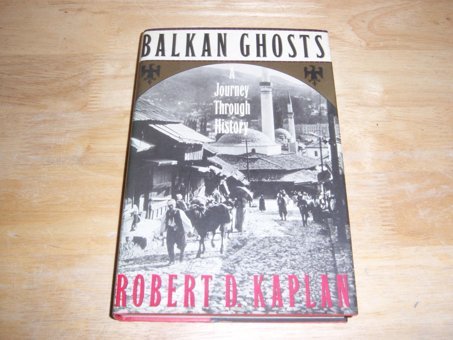 BALKAN GHOSTS
A
Journey
Through
History
ROBERT D. KAPLAN